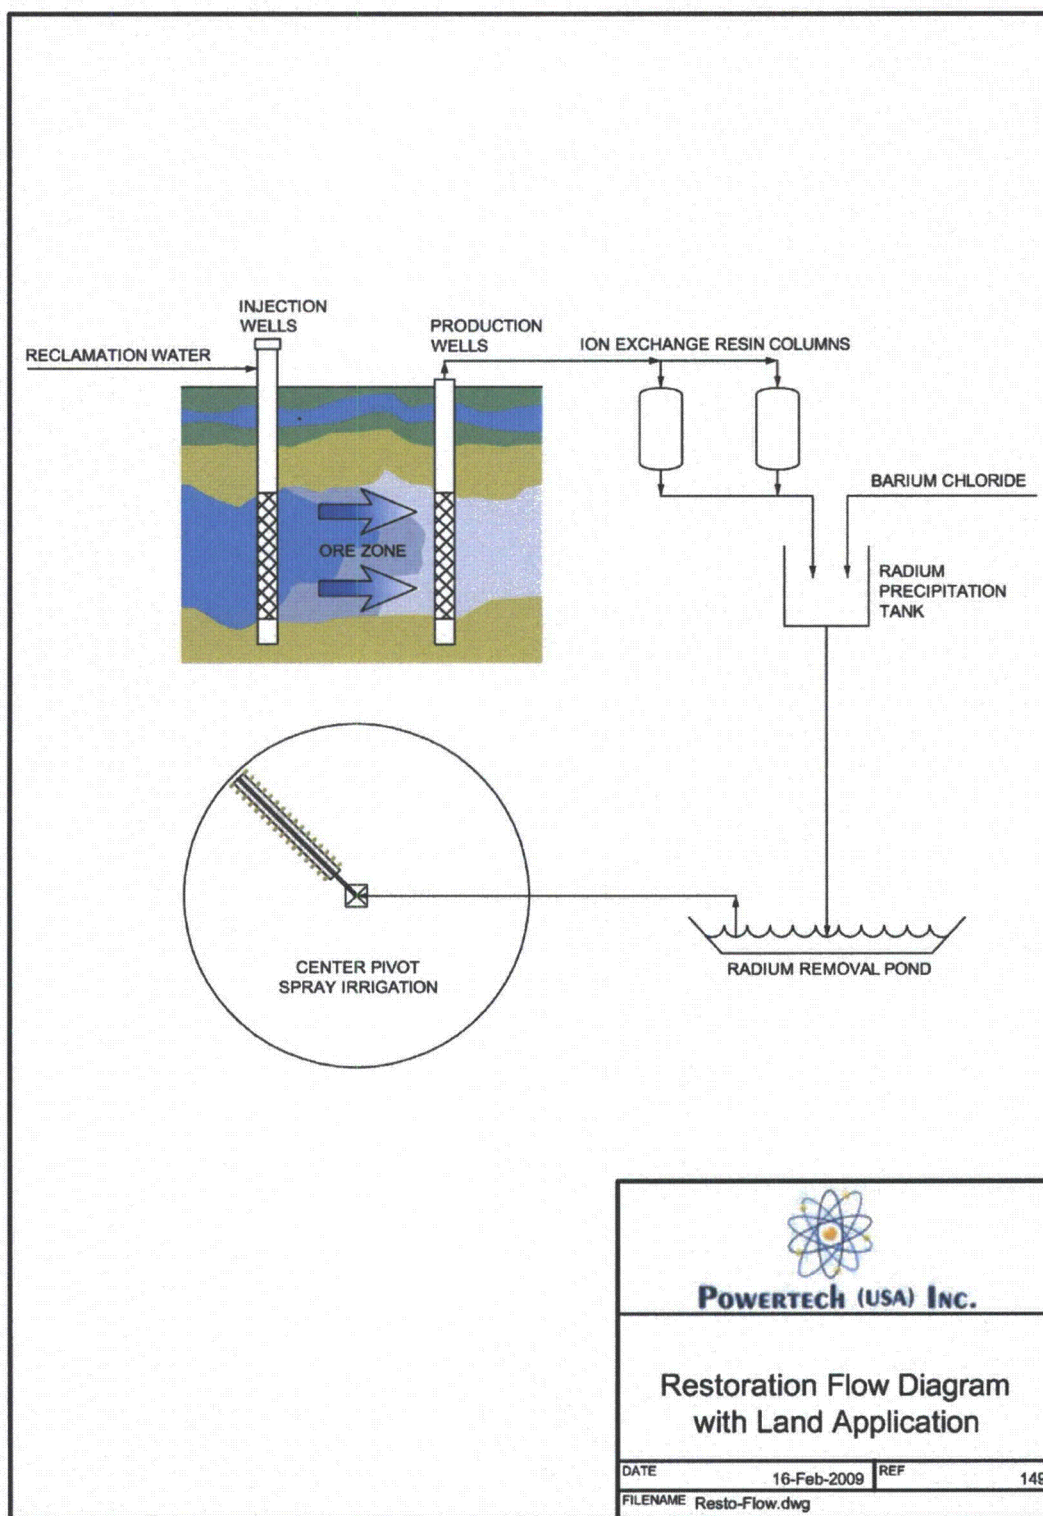 INJECTION
WELLS
RECLAMATION WATER
PRODUCTION
WELLS
ION EXCHANGE RESIN COLUMNS
BARIUM CHLORIDE
ORE ZONE
RADIUM
PRECIPITATION
TANK
CENTER PIVOT
SPRAY IRRIGATION
RADIUM REMOVAL POND
POWERTECH (USA) INC.
Restoration Flow Diagram
with Land Application
DATE 16-Feb-2009 REF 149
FILENAME Resto-Flow.dwg